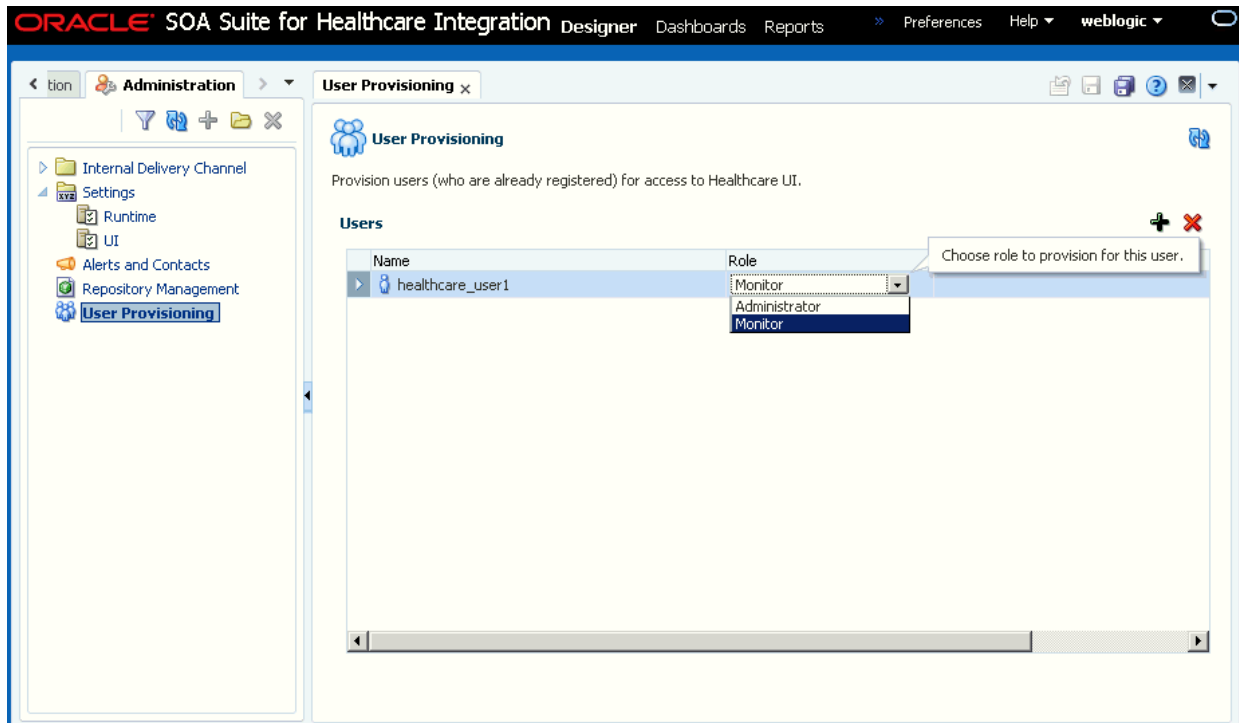 ORACLE SOA Suite for Healthcare Integration Designer Dashboards Reports » Preferences Help weblogic
tion Administration
User Provisioning
User Provisioning
Provision users (who are already registered) for access to Healthcare UI.
Internal Delivery Channel
Settings
Runtime
UI
Alerts and Contacts
Repository Management
User Provisioning
Users
Name Role
Choose role to provision for this user.
healthcare_user1 Monitor
Administrator
Monitor